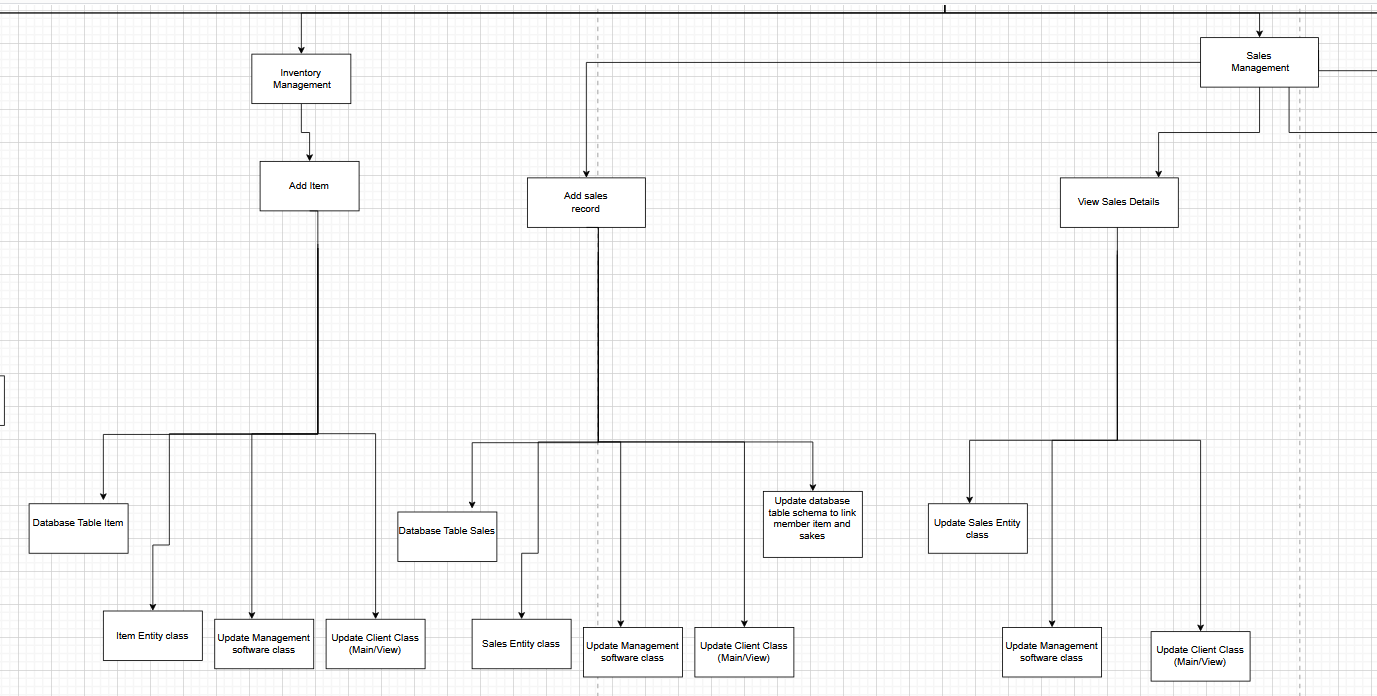 Inventory
Management
Sales
Management
Add Item
Add sales
record
View Sales Details
Database Table Item
Database Table Sales
Update database
table schema to link
member item and
sakes
Update Sales Entity
class
Item Entity class
Update Management
software class
Update Client Class
(Main/View)
Sales Entity class
Update Management
software class
Update Client Class
(Main/View)
Update Management
software class
Update Client Class
(Main/View)